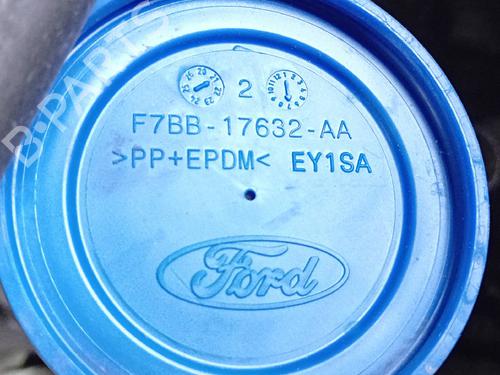 2
F7BB-17632-AA
>PP+EPDM< EY1SA
Ford
B-PARTS